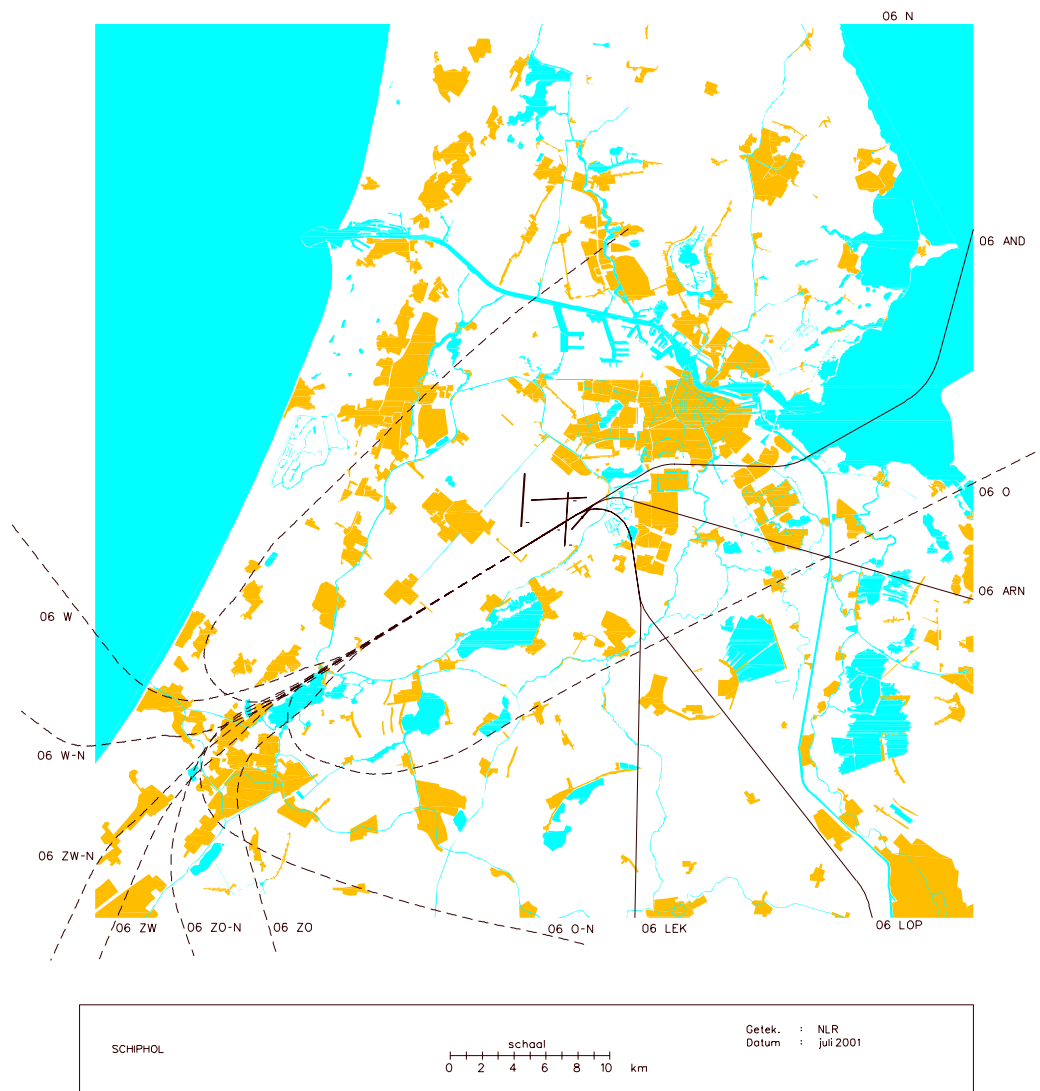 06 N
06 AND
06 O
06 ARN
06 W
06 W-N
06 ZW-N
06 ZW
06 ZO-N
06 ZO
06 O-N
06 LEK
06 LOP
SCHIPHOL
schaal
0 2 4 6 8 10 km
Getek. : NLR
Datum : juli 2001